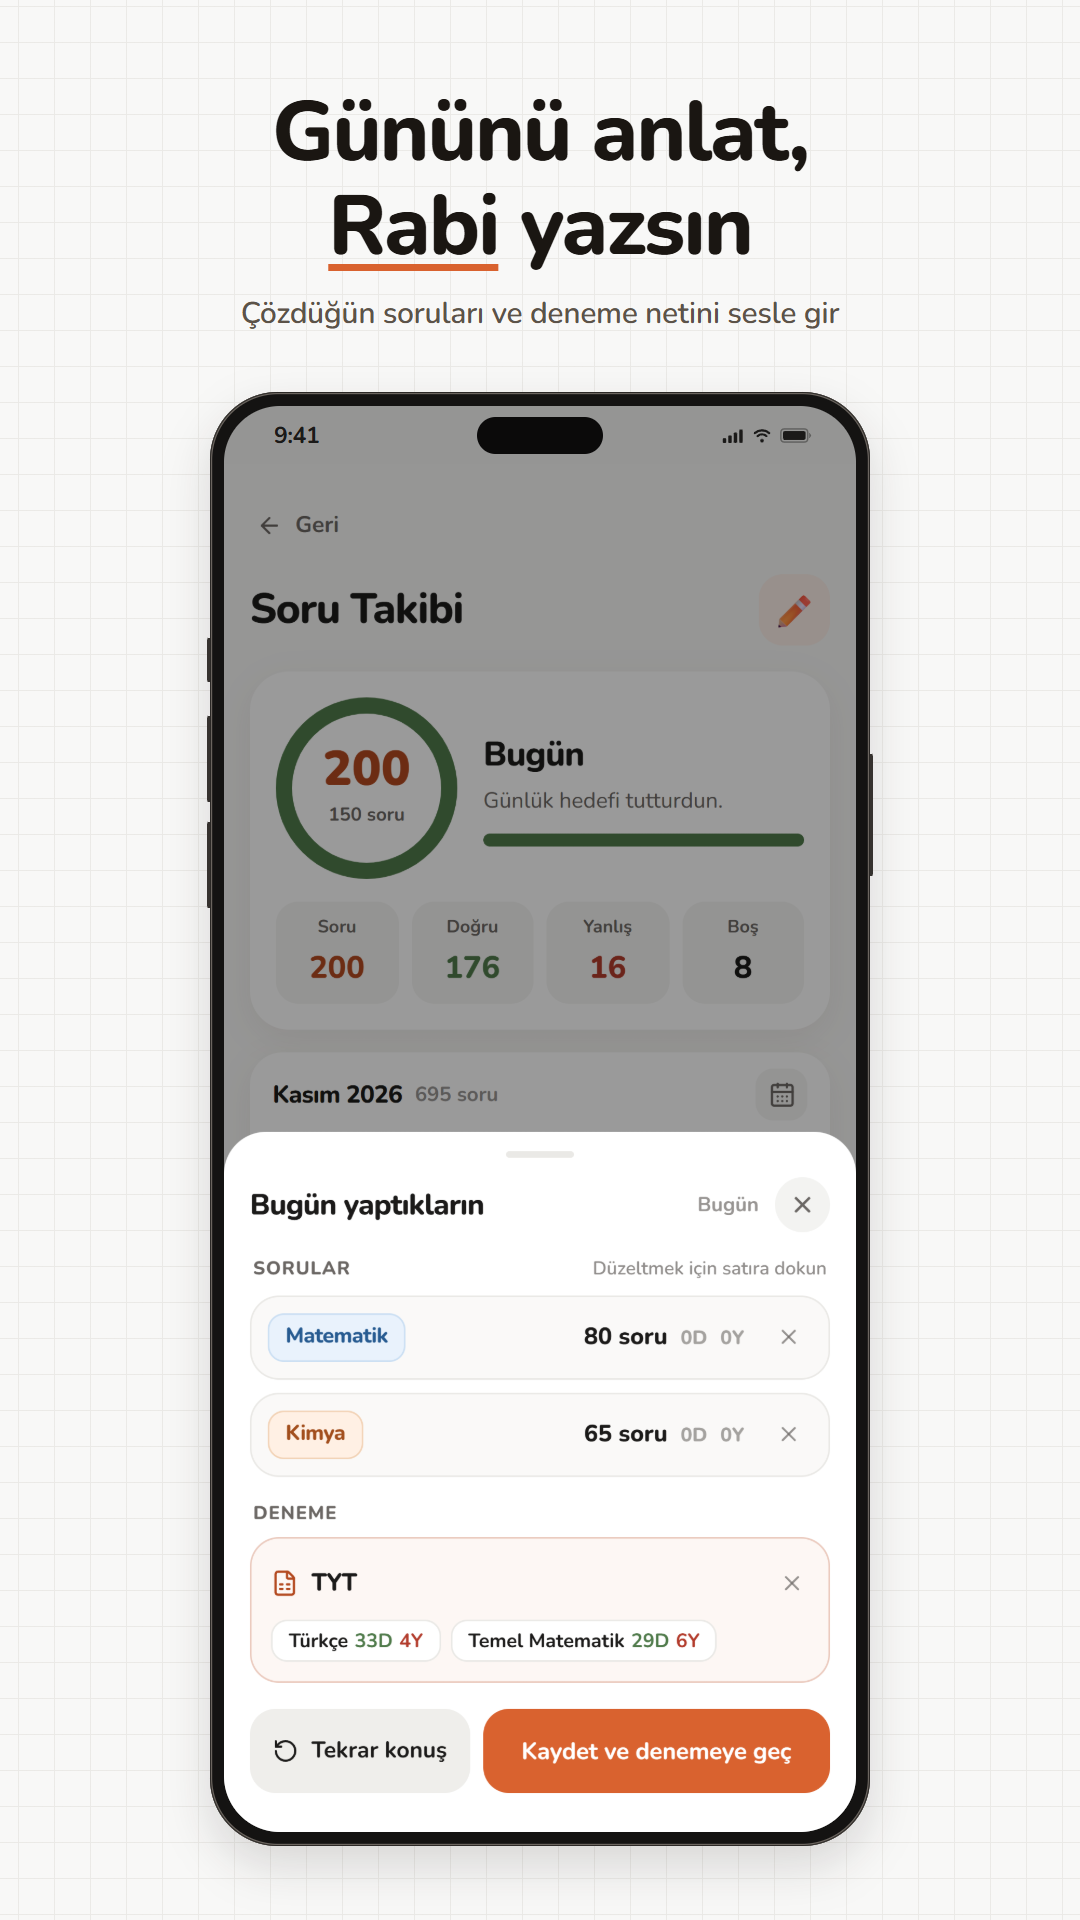 Gününü anlat,
Rabi yazsın
Çözdüğün soruları ve deneme netini sesle gir
9:41
Geri
Soru Takibi
200
150 soru
Bugün
Günlük hedefi tutturdun.
Soru Doğru Yanlış Boş
200 176 16 8
Kasım 2026 695 soru
Bugün yaptıkların Bugün
SORULAR Düzeltmek için satıra dokun
Matematik 80 soru 0D 0Y
Kimya 65 soru 0D 0Y
DENEME
TYT
Türkçe 33D 4Y Temel Matematik 29D 6Y
Tekrar konuş Kaydet ve denemeye geç